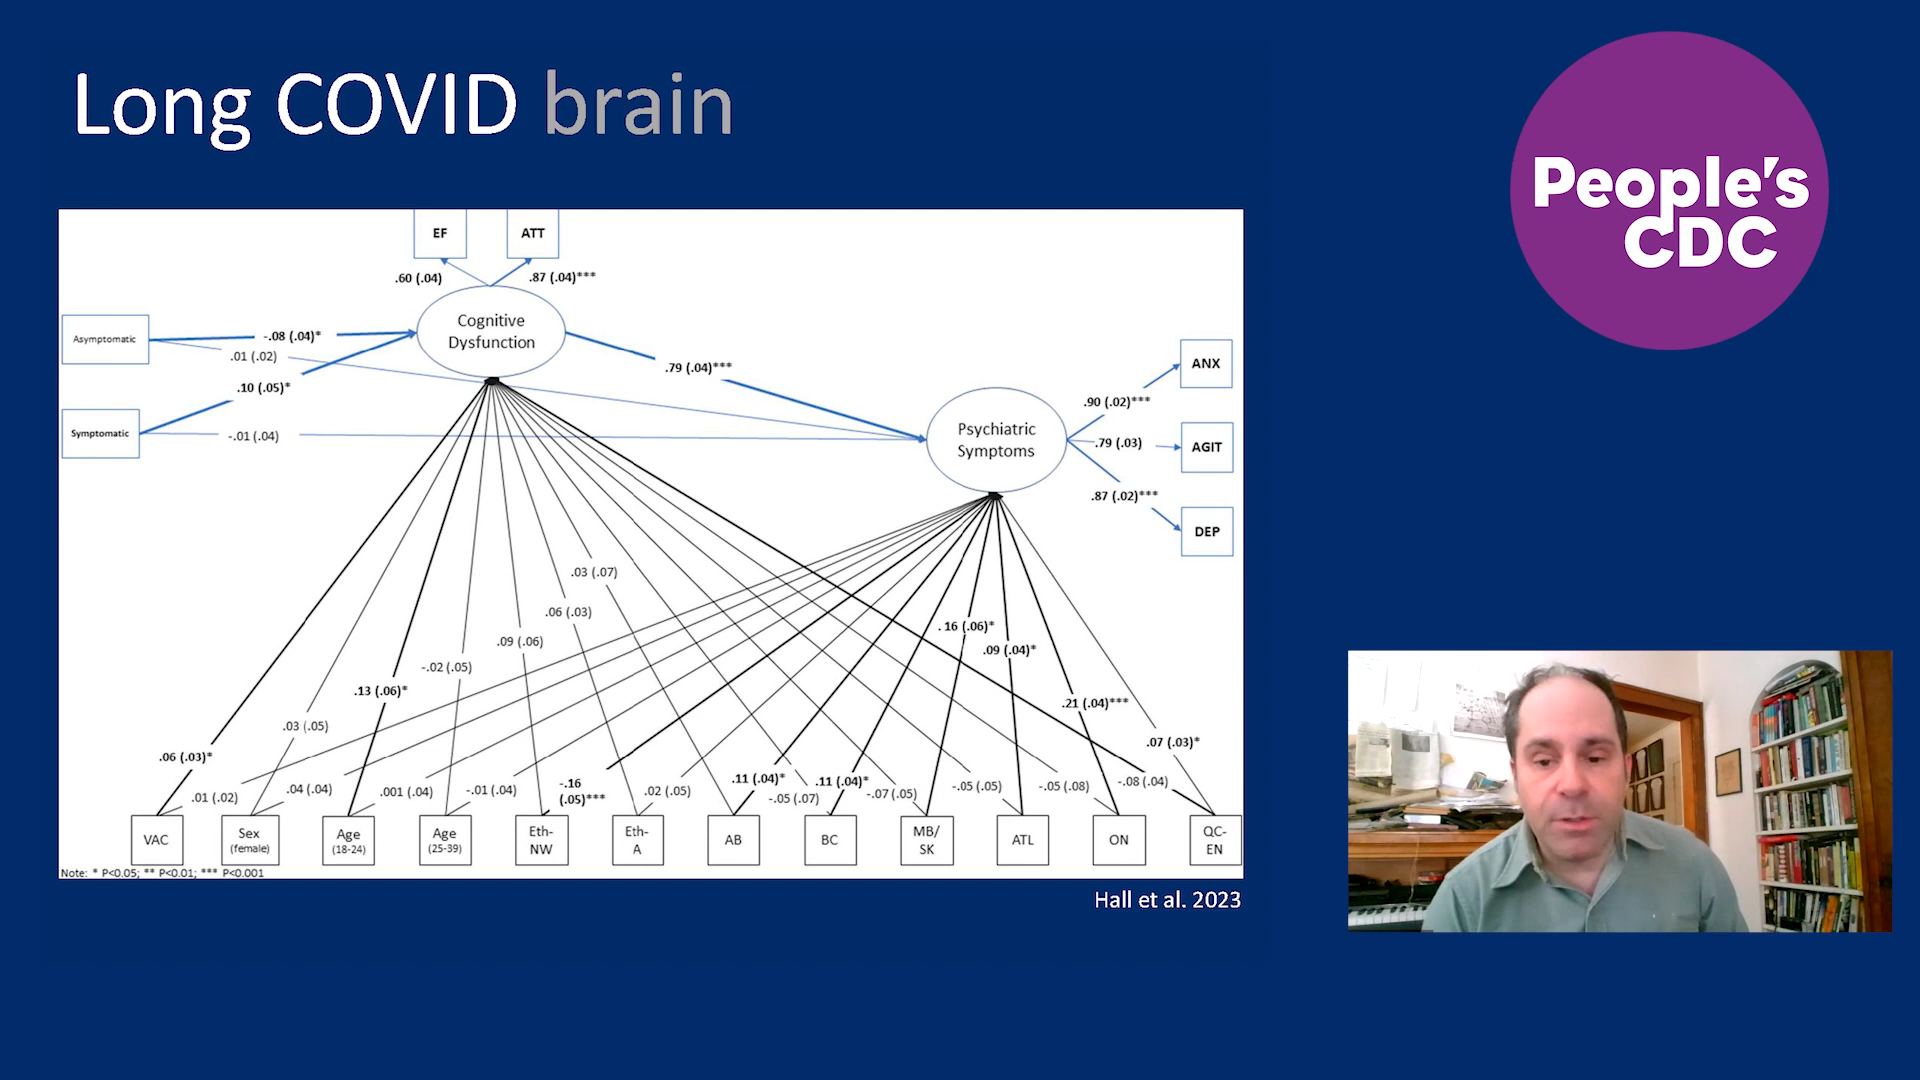 Long COVID brain
People's
CDC
EF
ATT
.60 (.04)
.87 (.04)***
Cognitive
Dysfunction
Asymptomatic
-.08 (.04)*
.01 (.02)
.10 (.05)*
Symptomatic
-.01 (.04)
.79 (.04)***
Psychiatric
Symptoms
ANX
.90 (.02)***
.79 (.03)
AGIT
.87 (.02)***
DEP
.03 (.07)
.06 (.03)
.09 (.06)
-.02 (.05)
.13 (.06)*
.03 (.05)
.06 (.03)*
. 16 (.06)*
.09 (.04)*
.21 (.04)***
.07 (.03)*
.01 (.02)
.04 (.04)
.001 (.04)
-.01 (.04)
-.16
(.05)***
.02 (.05)
.11 (.04)*
-.05 (.07)
.11 (.04)*
-.07 (.05)
-.05 (.05)
-.05 (.08)
-.08 (.04)
VAC
Sex
(female)
Age
(18-24)
Age
(25-39)
Eth-
NW
Eth-
A
AB
BC
MB/
SK
ATL
ON
QC-
EN
Note: * P<0.05; ** P<0.01; *** P<0.001
Hall et al. 2023